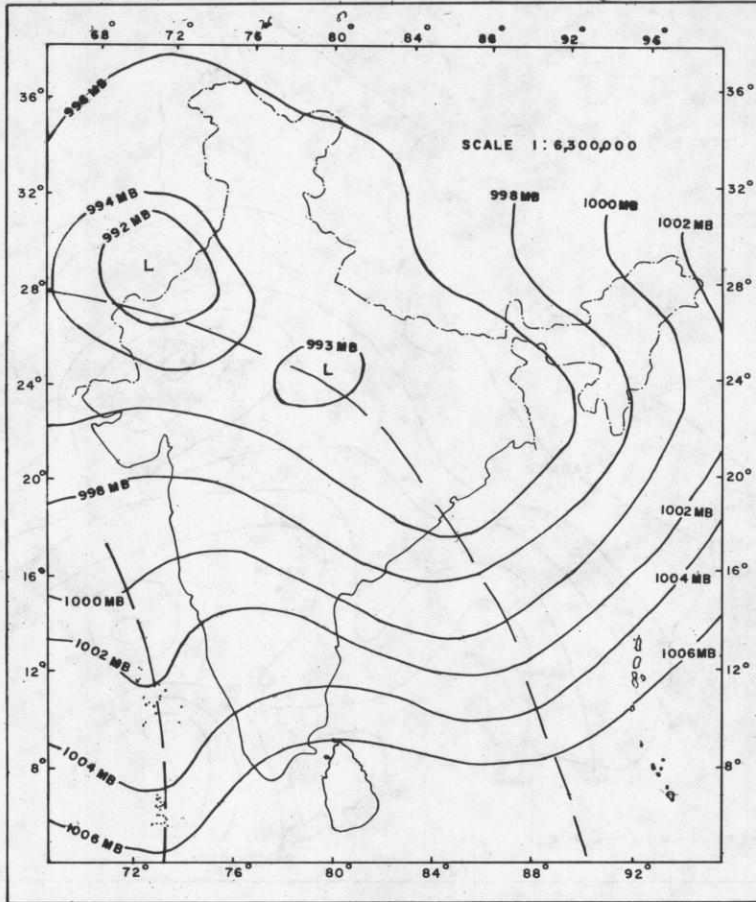 68° 72° 76° 80° 84° 88° 92° 96°
36° 36°
SCALE 1:6,300,000
32° 32°
994 MB 998 MB 1000 MB
992 MB 1002 MB
L
28° 28°
993 MB
L
24° 24°
20° 20°
998 MB 1002 MB
16° 16°
1000 MB 1004 MB
1002 MB 1006 MB
12° 12°
8° 8°
1004 MB
1006 MB
72° 76° 80° 84° 88° 92°